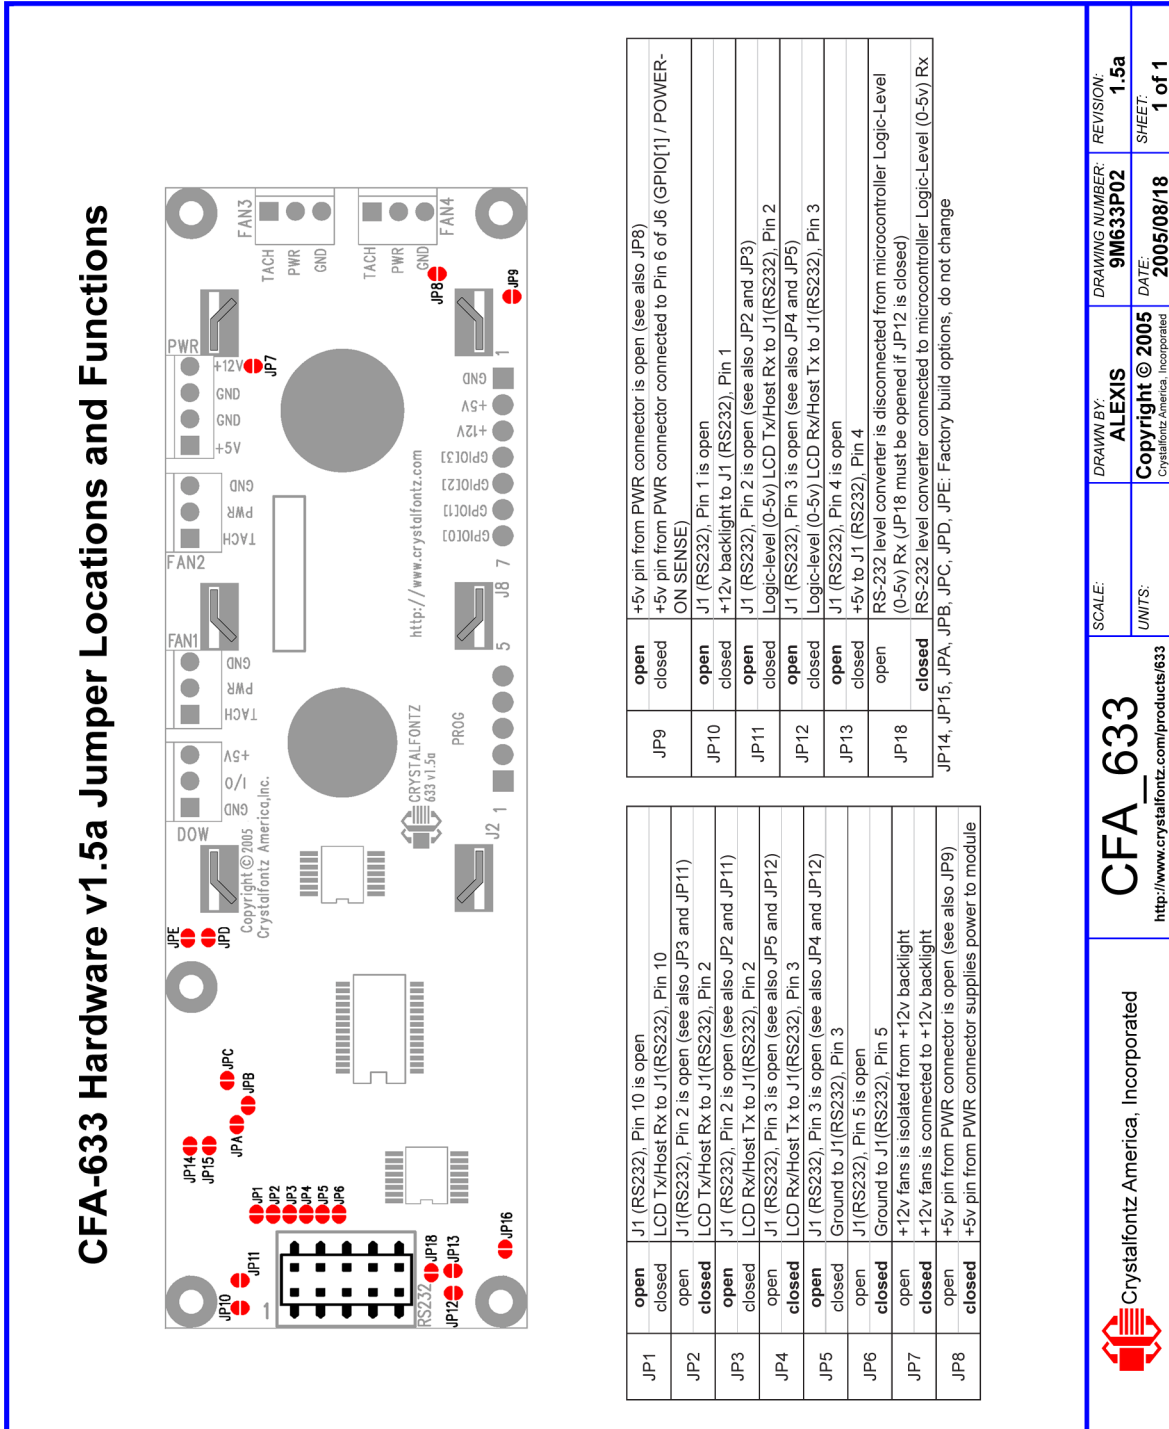 CFA-633 Hardware v1.5a Jumper Locations and Functions
JP10
JP11
1
RS232
JP12
JP13
JP18
JP16
JP1
JP2
JP3
JP4
JP5
JP6
JP14
JP15
JPA
JPB
JPC
JPE
JPD
Copyright © 2005
Crystalfontz America,Inc.
DOW
GND
I/O
+5V
FAN1
TACH
PWR
GND
FAN2
TACH
PWR
GND
PWR
+5V
GND
GND
+12V
JP7
FAN3
TACH
PWR
GND
FAN4
TACH
PWR
GND
JP8
JP9
CRYSTALFONTZ
633 v1.5a
J2
1
PROG
5
J8
7
1
http://www.crystalfontz.com
GPIO[0]
GPIO[1]
GPIO[2]
GPIO[3]
+12V
+5V
GND
JP1 open J1 (RS232), Pin 10 is open
closed LCD Tx/Host Rx to J1(RS232), Pin 10
JP2 open J1(RS232), Pin 2 is open (see also JP3 and JP11)
closed LCD Tx/Host Rx to J1(RS232), Pin 2
JP3 open J1 (RS232), Pin 2 is open (see also JP2 and JP11)
closed LCD Rx/Host Tx to J1(RS232), Pin 2
JP4 open J1 (RS232), Pin 3 is open (see also JP5 and JP12)
closed LCD Rx/Host Tx to J1(RS232), Pin 3
JP5 open J1 (RS232), Pin 3 is open (see also JP4 and JP12)
closed Ground to J1(RS232), Pin 3
JP6 open J1(RS232), Pin 5 is open
closed Ground to J1(RS232), Pin 5
JP7 open +12v fans is isolated from +12v backlight
closed +12v fans is connected to +12v backlight
JP8 open +5v pin from PWR connector is open (see also JP9)
closed +5v pin from PWR connector supplies power to module
JP9 open +5v pin from PWR connector is open (see also JP8)
closed +5v pin from PWR connector connected to Pin 6 of J6 (GPIO[1] / POWER-
ON SENSE)
JP10 open J1 (RS232), Pin 1 is open
closed +12v backlight to J1 (RS232), Pin 1
JP11 open J1 (RS232), Pin 2 is open (see also JP2 and JP3)
closed Logic-level (0-5v) LCD Tx/Host Rx to J1(RS232), Pin 2
JP12 open J1 (RS232), Pin 3 is open (see also JP4 and JP5)
closed Logic-level (0-5v) LCD Rx/Host Tx to J1(RS232), Pin 3
JP13 open J1 (RS232), Pin 4 is open
closed +5v to J1 (RS232), Pin 4
JP18 open RS-232 level converter is disconnected from microcontroller Logic-Level
(0-5v) Rx (JP18 must be opened if JP12 is closed)
closed RS-232 level converter connected to microcontroller Logic-Level (0-5v) Rx
JP14, JP15, JPA, JPB, JPC, JPD, JPE: Factory build options, do not change
Crystalfontz America, Incorporated
CFA_633
http://www.crystalfontz.com/products/633
SCALE:
UNITS:
DRAWN BY:
ALEXIS
Copyright © 2005
Crystalfontz America, Incorporated
DRAWING NUMBER:
9M633P02
DATE:
2005/08/18
REVISION:
1.5a
SHEET:
1 of 1